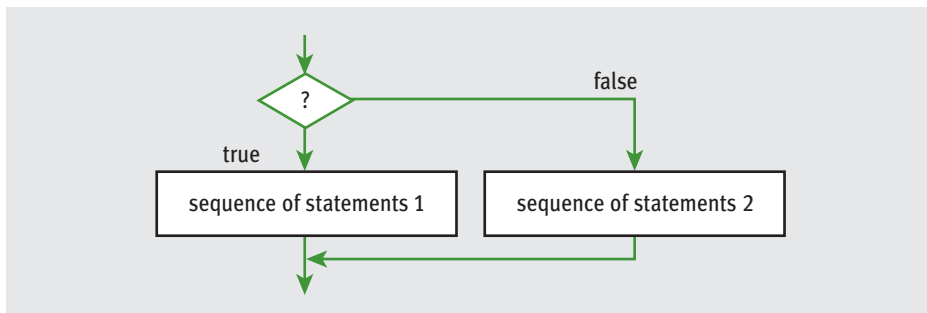 ?
false
true
sequence of statements 1
sequence of statements 2